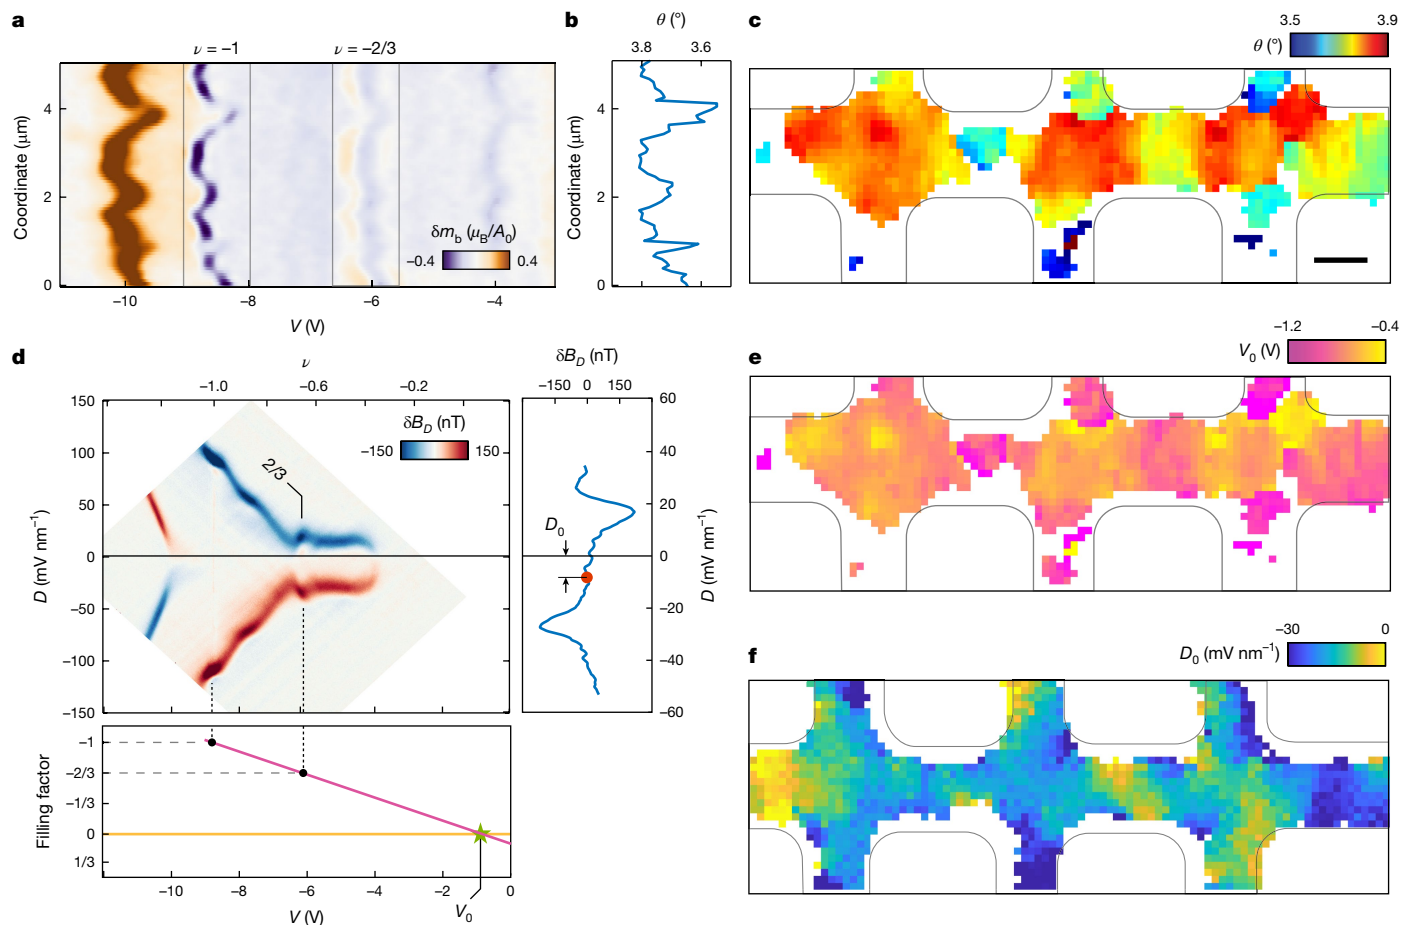 a
ν = −1
ν = −2/3
Coordinate (μm)
4
2
0
δm_b (μ_B/A_0)
−0.4
0.4
−10
−8
−6
−4
V (V)
b
θ (°)
3.8
3.6
Coordinate (μm)
4
2
0
c
3.5
3.9
θ (°)
d
ν
−1.0
−0.6
−0.2
150
100
50
0
−50
−100
−150
D (mV nm⁻¹)
δB_D (nT)
−150
150
2/3
δB_D (nT)
−150
0
150
60
40
20
0
−20
−40
−60
D (mV nm⁻¹)
D_0
Filling factor
−1
−2/3
−1/3
0
1/3
−10
−8
−6
−4
−2
0
V (V)
V_0
e
−1.2
−0.4
V_0 (V)
f
−30
0
D_0 (mV nm⁻¹)